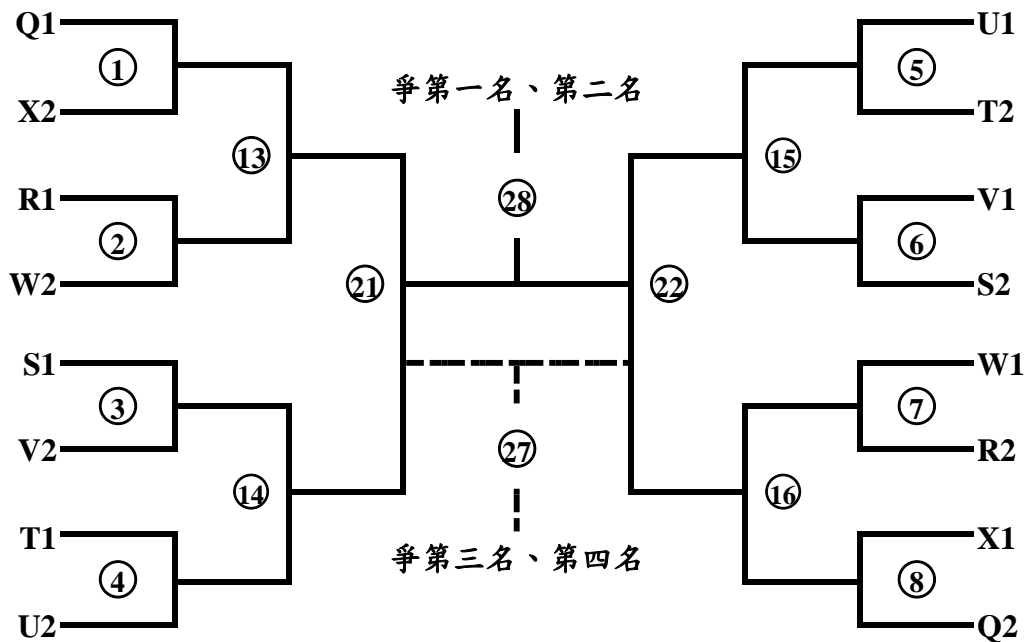 Q1
①
X2
⑬
R1
②
W2
㉑
S1
③
V2
⑭
T1
④
U2
爭第一名、第二名
㉘
㉗
爭第三名、第四名
U1
⑤
T2
⑮
V1
⑥
S2
㉒
W1
⑦
R2
⑯
X1
⑧
Q2